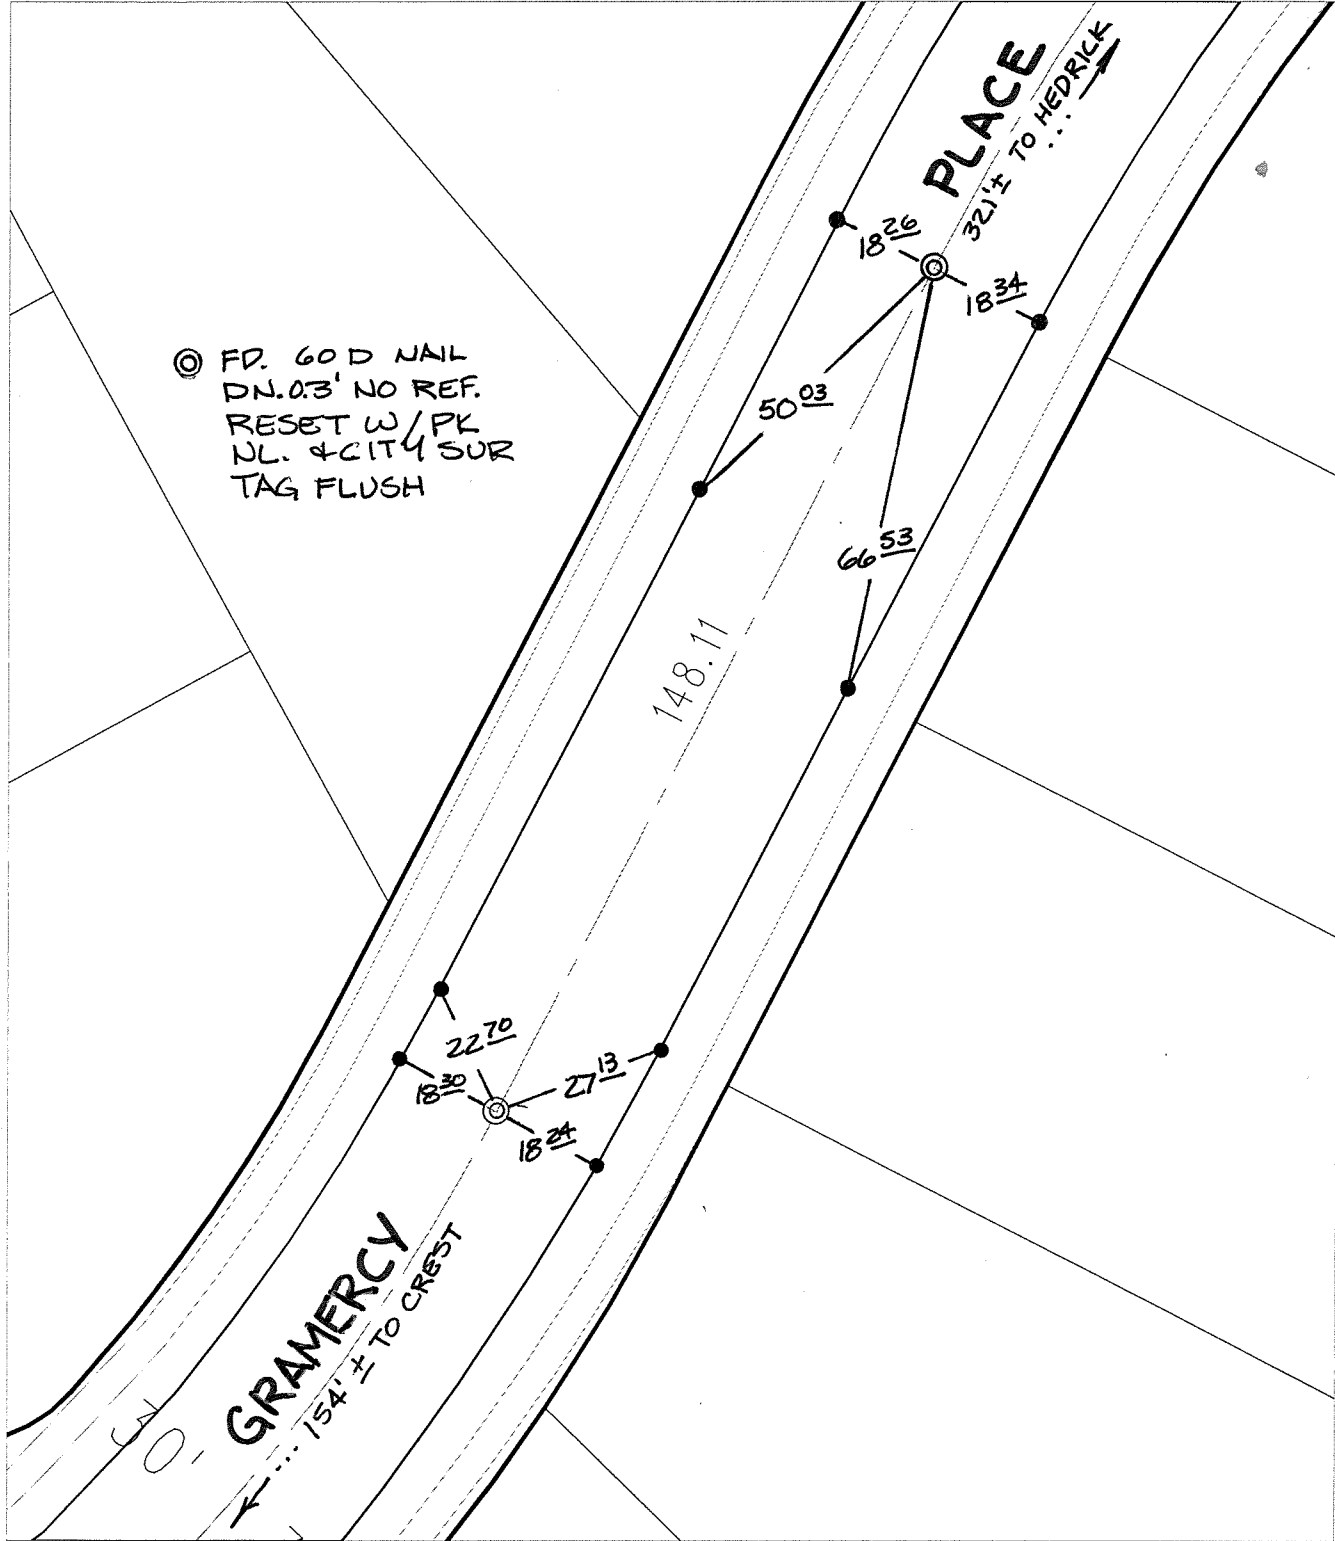 PLACE
321'± TO HEDRICK
...
18 26
18 34
FD. 60 D NAIL
DN. 0.3' NO REF.
RESET W/ PK
NL. & CITY SUR
TAG FLUSH
50 03
66 53
148.11
22 70
18 30
27 13
18 24
GRAMERCY
... 154' ± TO CREST
30'